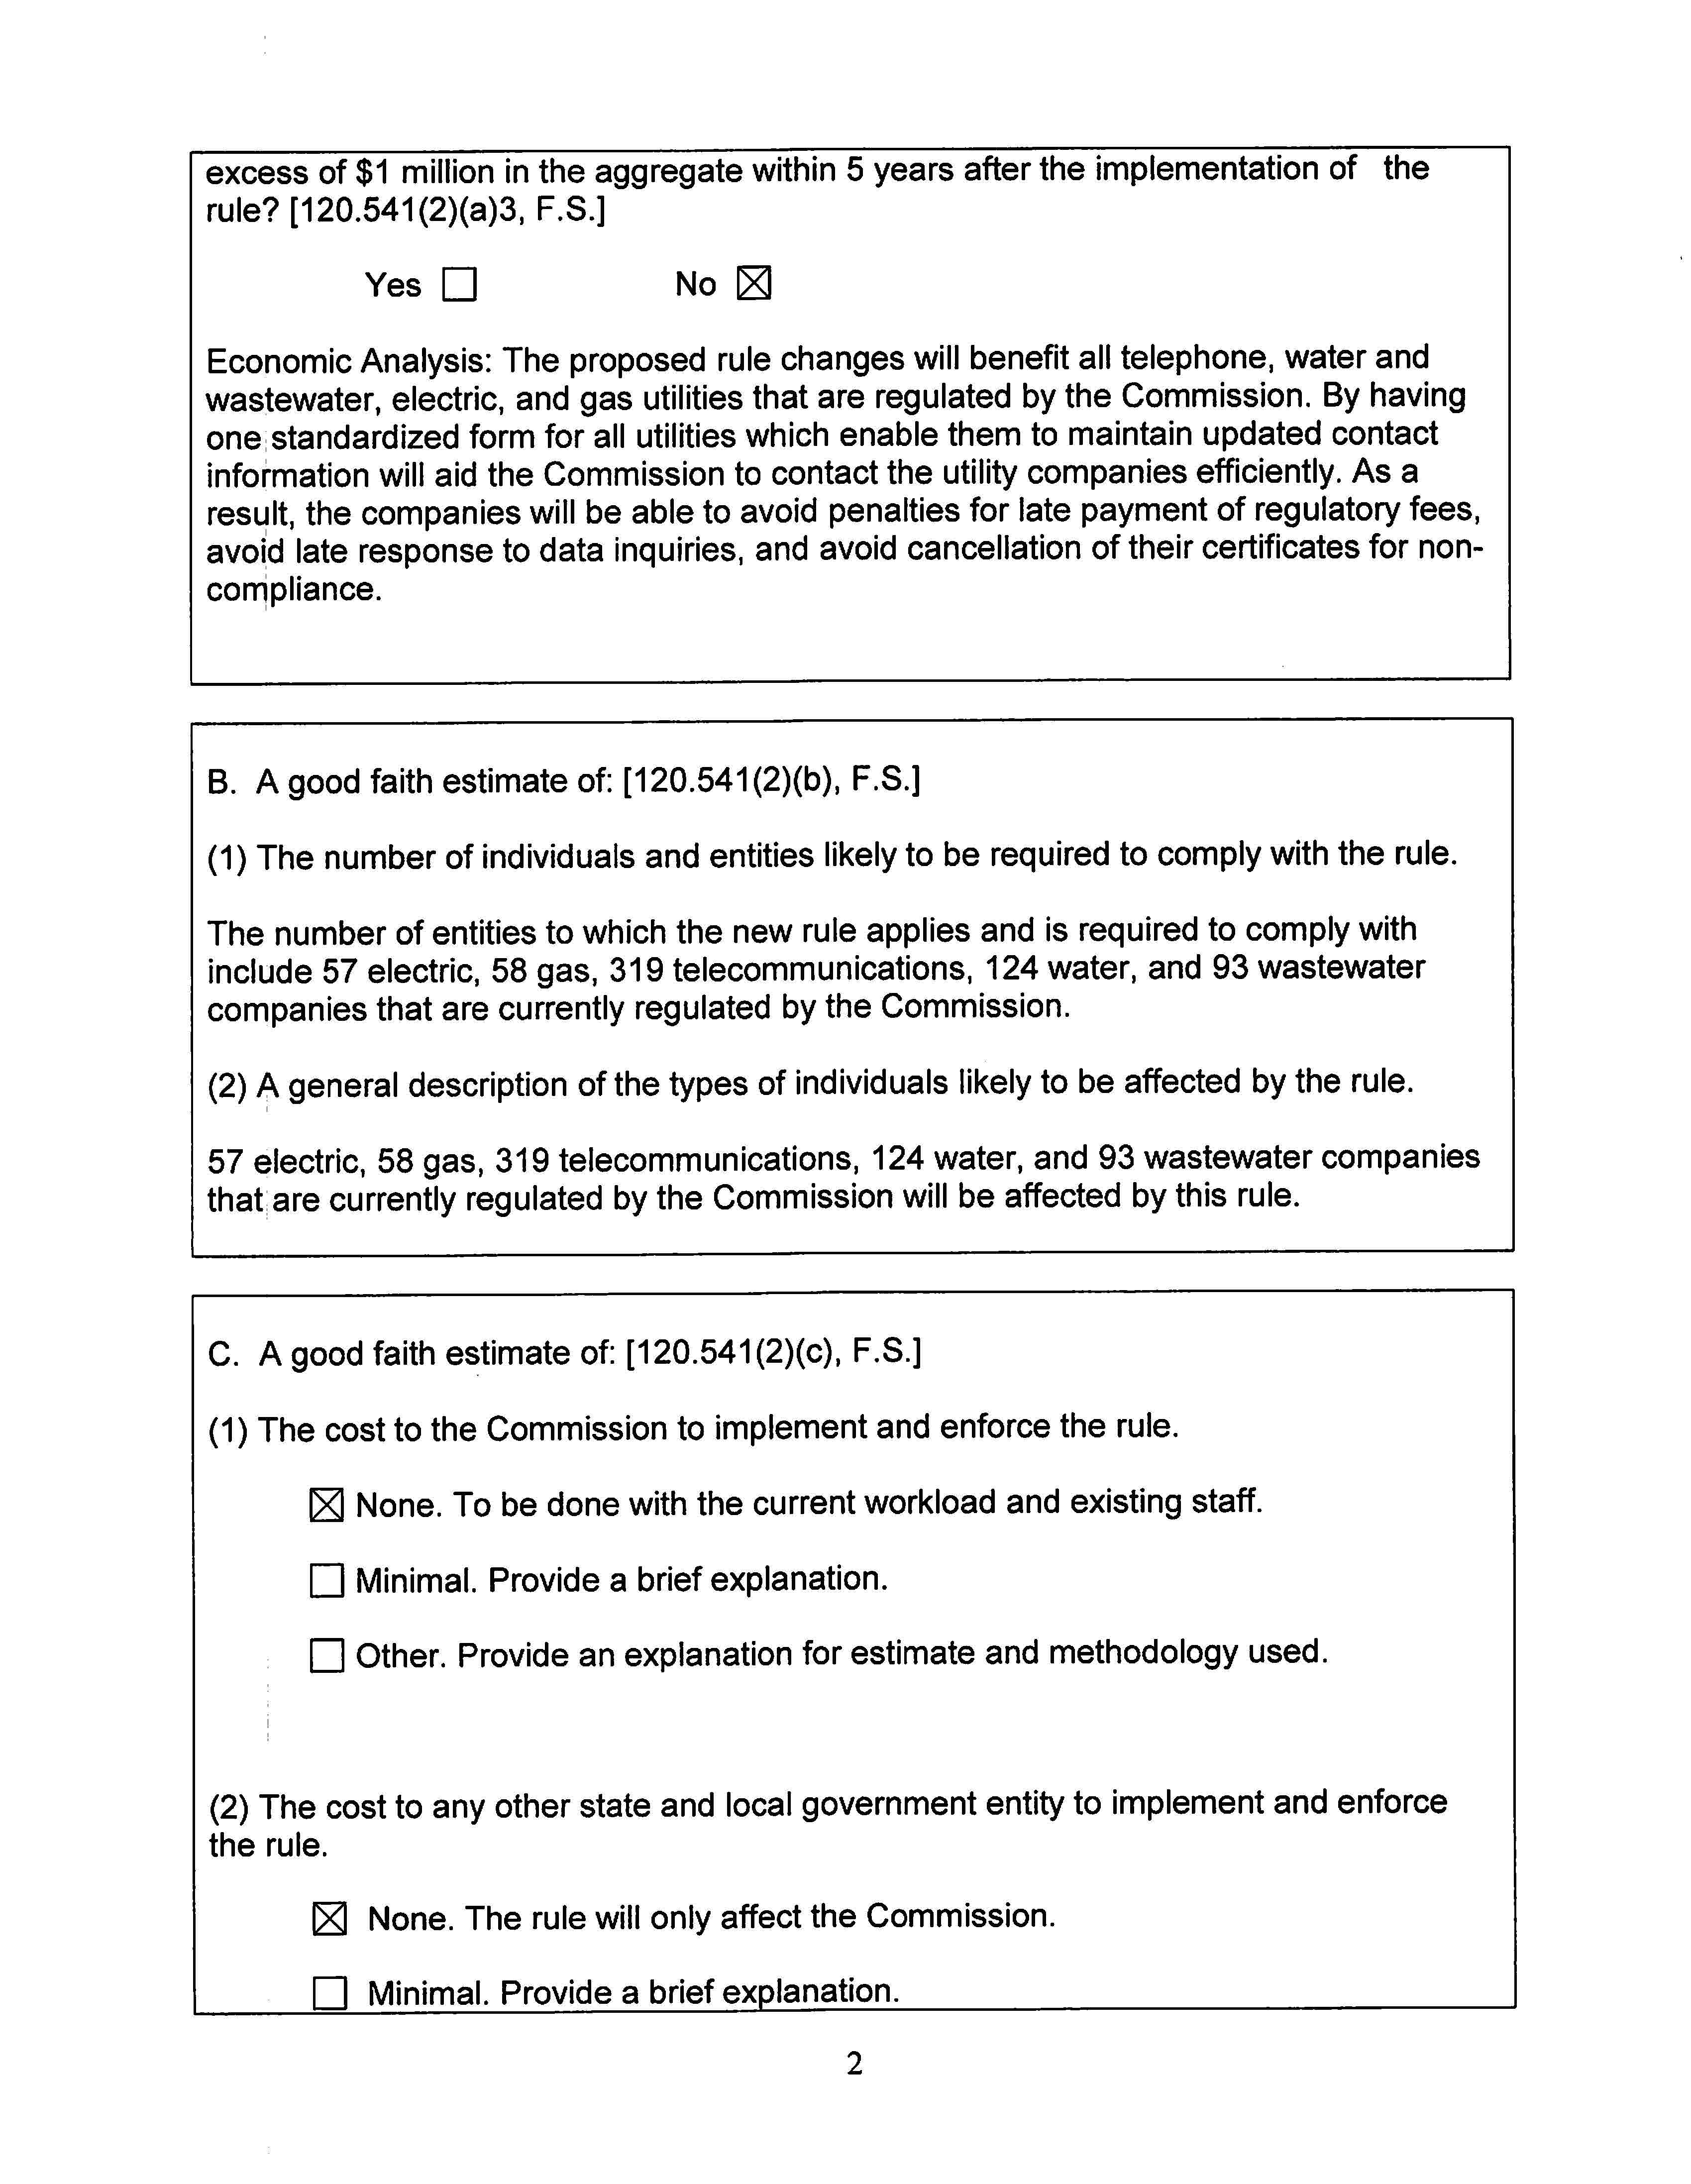 excess of $1 million in the aggregate within 5 years after the implementation of the
rule? [120.541(2)(a)3, F.S.]
Yes ☐ No ☒
Economic Analysis: The proposed rule changes will benefit all telephone, water and
wastewater, electric, and gas utilities that are regulated by the Commission. By having
one standardized form for all utilities which enable them to maintain updated contact
information will aid the Commission to contact the utility companies efficiently. As a
result, the companies will be able to avoid penalties for late payment of regulatory fees,
avoid late response to data inquiries, and avoid cancellation of their certificates for non-
compliance.
B. A good faith estimate of: [120.541(2)(b), F.S.]
(1) The number of individuals and entities likely to be required to comply with the rule.
The number of entities to which the new rule applies and is required to comply with
include 57 electric, 58 gas, 319 telecommunications, 124 water, and 93 wastewater
companies that are currently regulated by the Commission.
(2) A general description of the types of individuals likely to be affected by the rule.
57 electric, 58 gas, 319 telecommunications, 124 water, and 93 wastewater companies
that are currently regulated by the Commission will be affected by this rule.
C. A good faith estimate of: [120.541(2)(c), F.S.]
(1) The cost to the Commission to implement and enforce the rule.
☒ None. To be done with the current workload and existing staff.
☐ Minimal. Provide a brief explanation.
☐ Other. Provide an explanation for estimate and methodology used.
(2) The cost to any other state and local government entity to implement and enforce
the rule.
☒ None. The rule will only affect the Commission.
☐ Minimal. Provide a brief explanation.
2